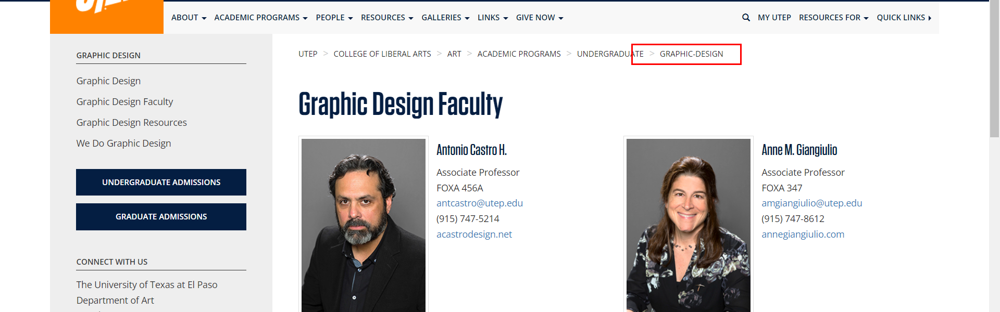 ABOUT ACADEMIC PROGRAMS PEOPLE RESOURCES GALLERIES LINKS GIVE NOW MY UTEP RESOURCES FOR QUICK LINKS
GRAPHIC DESIGN
Graphic Design
Graphic Design Faculty
Graphic Design Resources
We Do Graphic Design
UNDERGRADUATE ADMISSIONS
GRADUATE ADMISSIONS
CONNECT WITH US
The University of Texas at El Paso
Department of Art
UTEP > COLLEGE OF LIBERAL ARTS > ART > ACADEMIC PROGRAMS > UNDERGRADUATE > GRAPHIC-DESIGN
Graphic Design Faculty
Antonio Castro H.
Associate Professor
FOXA 456A
antcastro@utep.edu
(915) 747-5214
acastrodesign.net
Anne M. Giangiulio
Associate Professor
FOXA 347
amgiangiulio@utep.edu
(915) 747-8612
annegiangiulio.com